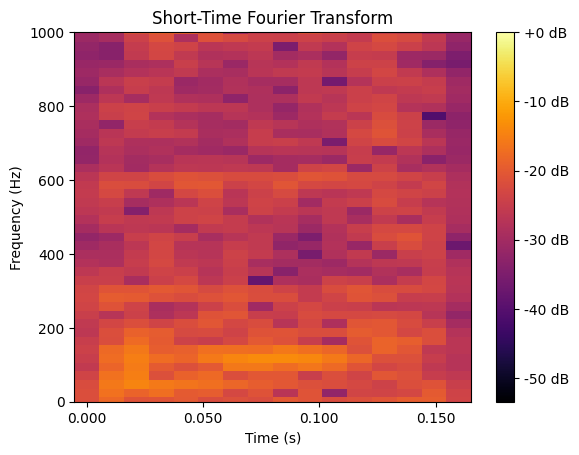 Short-Time Fourier Transform
Frequency (Hz)
1000
800
600
400
200
0
0.000
0.050
0.100
0.150
Time (s)
+0 dB
-10 dB
-20 dB
-30 dB
-40 dB
-50 dB